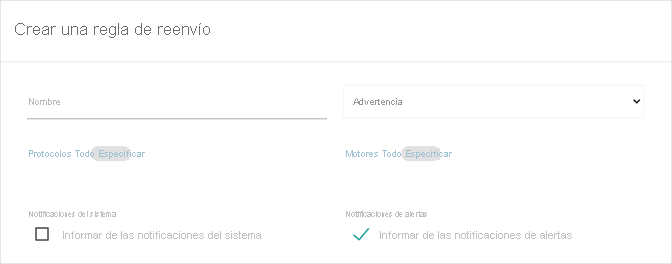 Crear una regla de reenvío
Nombre
Advertencia
Protocolos Todo Especificar
Motores Todo Especificar
Notificaciones del sistema
Notificaciones de alertas
Informar de las notificaciones del sistema
Informar de las notificaciones de alertas